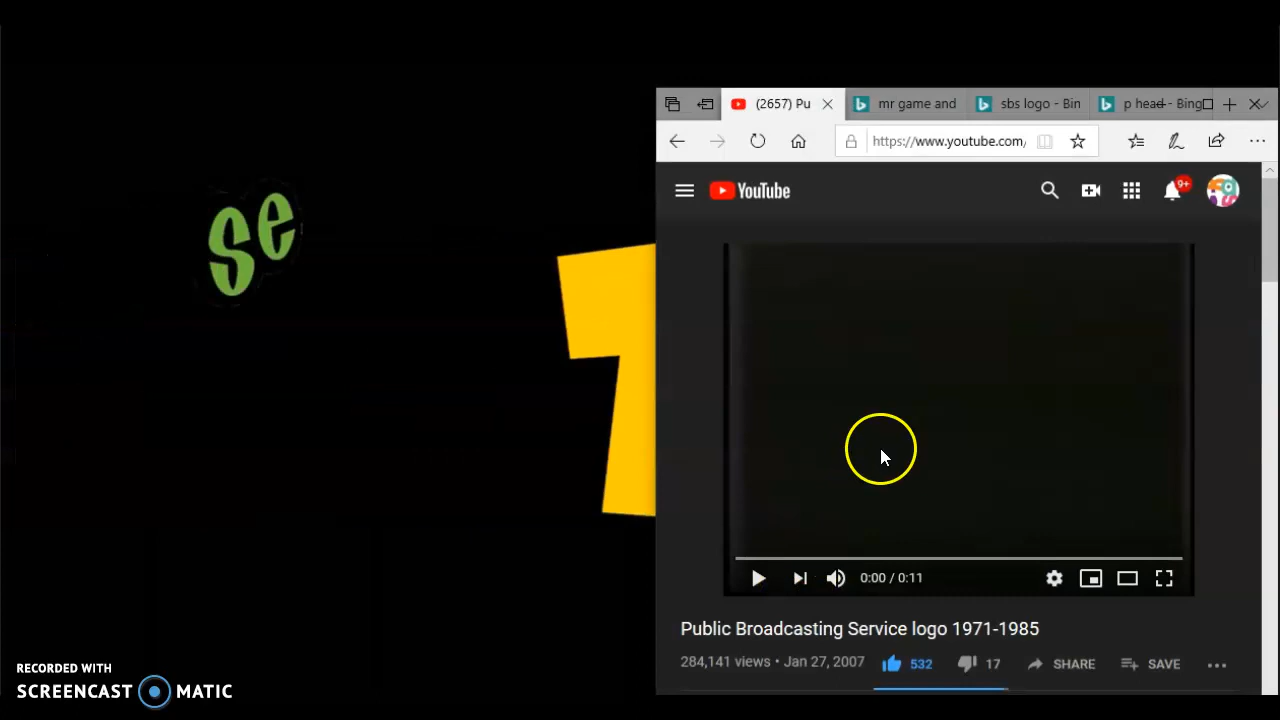 (2657) Pu
mr game and
sbs logo - Bin
p head - Bing
https://www.youtube.com/
YouTube
9+
se
T
0:00 / 0:11
Public Broadcasting Service logo 1971-1985
284,141 views • Jan 27, 2007
532
17
SHARE
SAVE
RECORDED WITH
SCREENCAST MATIC